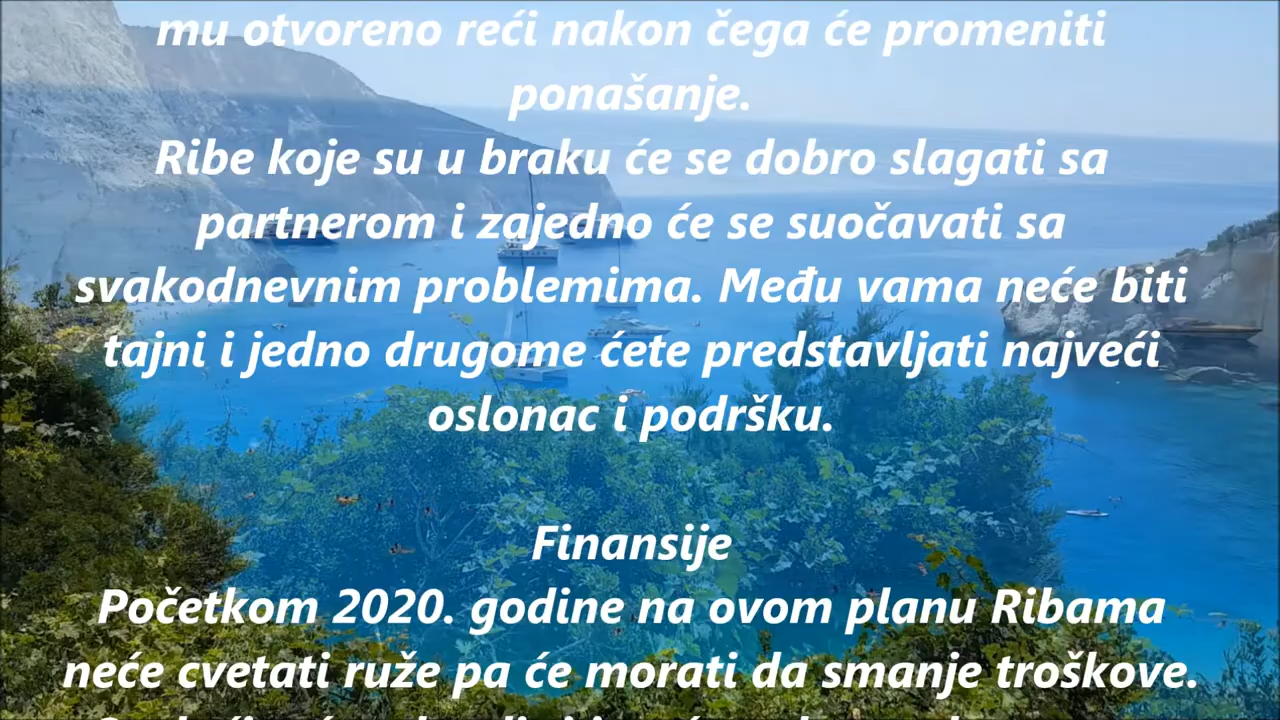 mu otvoreno reći nakon čega će promeniti
ponašanje.
Ribe koje su u braku će se dobro slagati sa
partnerom i zajedno će se suočavati sa
svakodnevnim problemima. Među vama neće biti
tajni i jedno drugome ćete predstavljati najveći
oslonac i podršku.
Finansije
Početkom 2020. godine na ovom planu Ribama
neće cvetati ruže pa će morati da smanje troškove.